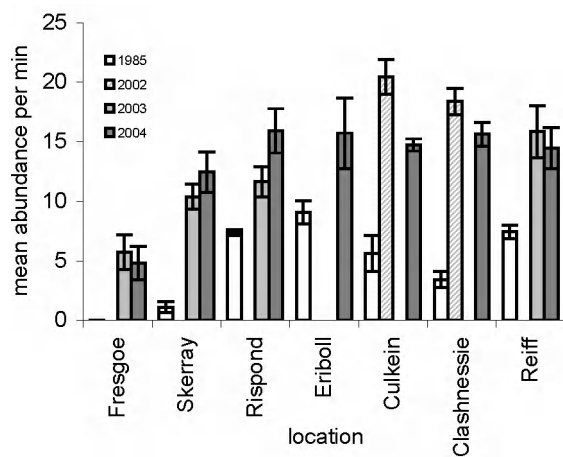 25
20
15
10
5
0
mean abundance per min
1985
2002
2003
2004
Fresgoe
Skerray
Rispond
Eriboll
Culkein
Clashnessie
Reiff
location